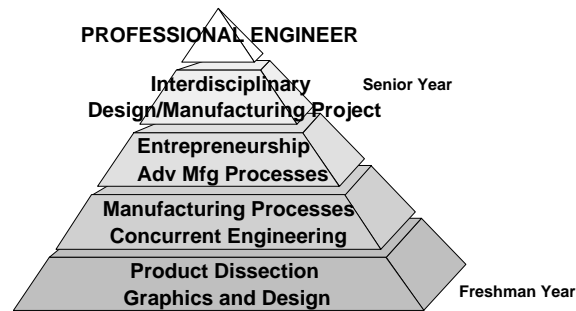 PROFESSIONAL ENGINEER
Interdisciplinary
Senior Year
Design/Manufacturing Project
Entrepreneurship
Adv Mfg Processes
Manufacturing Processes
Concurrent Engineering
Product Dissection
Graphics and Design
Freshman Year